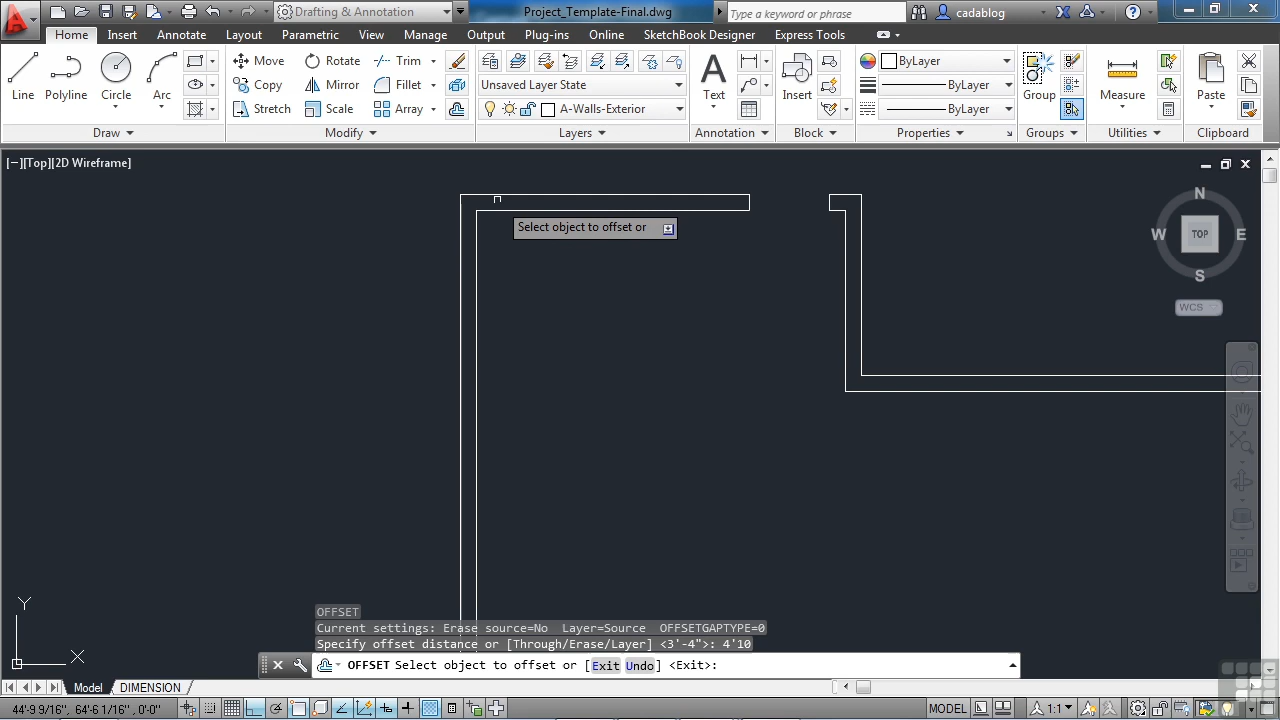 Drafting & Annotation
Project_Template-Final.dwg
Type a keyword or phrase
cadablog
Home
Insert
Annotate
Layout
Parametric
View
Manage
Output
Plug-ins
Online
SketchBook Designer
Express Tools
Line
Polyline
Circle
Arc
Move
Rotate
Trim
Copy
Mirror
Fillet
Stretch
Scale
Array
Unsaved Layer State
A-Walls-Exterior
Text
Insert
ByLayer
ByLayer
ByLayer
Group
Measure
Paste
Draw
Modify
Layers
Annotation
Block
Properties
Groups
Utilities
Clipboard
[−][Top][2D Wireframe]
N
W
TOP
E
S
WCS
Select object to offset or
Y
X
OFFSET
Current settings: Erase source=No  Layer=Source  OFFSETGAPTYPE=0
Specify offset distance or [Through/Erase/Layer] <3'-4">: 4'10
OFFSET Select object to offset or [Exit Undo] <Exit>:
Model
DIMENSION
44'-9 9/16", 64'-6 1/16" , 0'-0"
MODEL
1:1